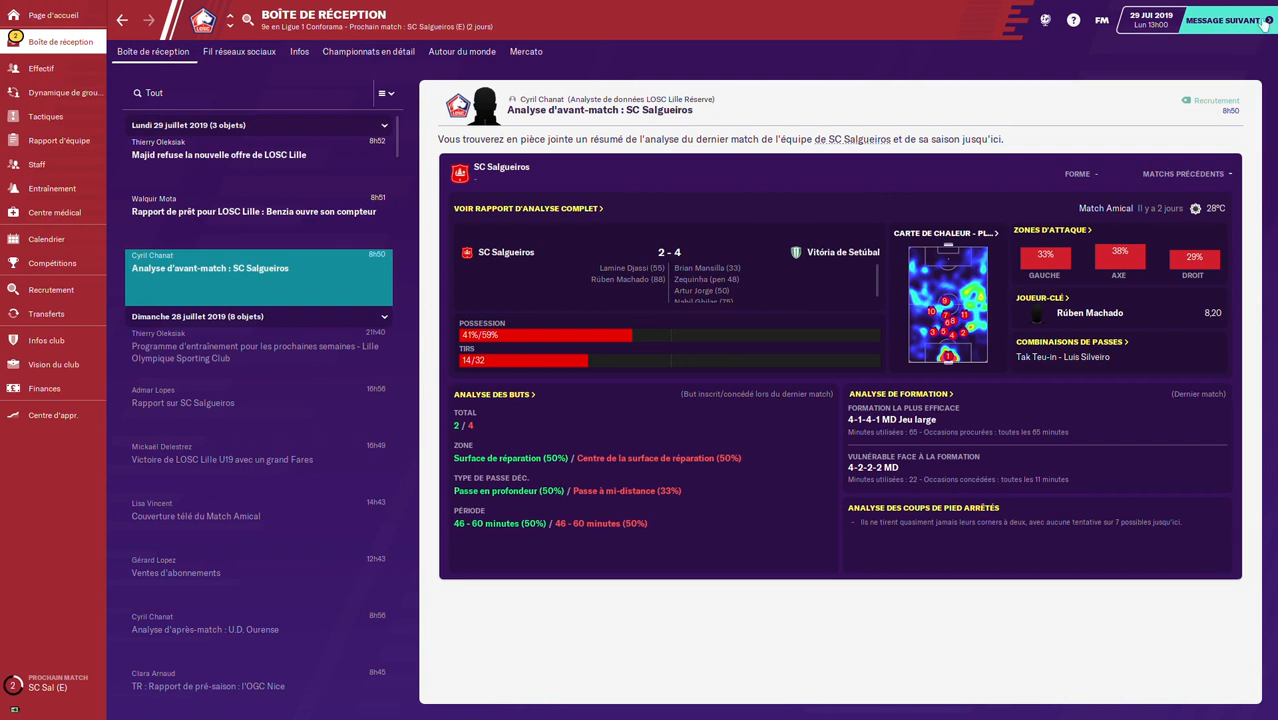 Page d'accueil
2
Boîte de réception
Effectif
Dynamique de grou...
Tactiques
Rapport d'équipe
Staff
Entraînement
Centre médical
Calendrier
Compétitions
Recrutement
Transferts
Infos club
Vision du club
Finances
Centre d'appr.
2
PROCHAIN MATCH
SC Sal (E)
LOSC
BOÎTE DE RÉCEPTION
9e en Ligue 1 Conforama - Prochain match : SC Salgueiros (E) (2 jours)
?
FM
29 JUI 2019
Lun 13h00
MESSAGE SUIVANT
Boîte de réception
Fil réseaux sociaux
Infos
Championnats en détail
Autour du monde
Mercato
Tout
Lundi 29 juillet 2019 (3 objets)
Thierry Oleksiak 8h52
Majid refuse la nouvelle offre de LOSC Lille
Walquir Mota 8h51
Rapport de prêt pour LOSC Lille : Benzia ouvre son compteur
Cyril Chanat 8h50
Analyse d'avant-match : SC Salgueiros
Dimanche 28 juillet 2019 (8 objets)
Thierry Oleksiak 21h40
Programme d'entraînement pour les prochaines semaines - Lille
Olympique Sporting Club
Admar Lopes 16h56
Rapport sur SC Salgueiros
Mickaël Delestrez 16h49
Victoire de LOSC Lille U19 avec un grand Fares
Lisa Vincent 14h43
Couverture télé du Match Amical
Gérard Lopez 12h43
Ventes d'abonnements
Cyril Chanat 8h56
Analyse d'après-match : U.D. Ourense
Clara Arnaud 8h45
TR : Rapport de pré-saison : l'OGC Nice
LOSC
Cyril Chanat (Analyste de données LOSC Lille Réserve)
Analyse d'avant-match : SC Salgueiros
Recrutement
8h50
Vous trouverez en pièce jointe un résumé de l'analyse du dernier match de l'équipe de SC Salgueiros et de sa saison jusqu'ici.
SC Salgueiros
-
FORME -
MATCHS PRÉCÉDENTS -
VOIR RAPPORT D'ANALYSE COMPLET >
Match Amical Il y a 2 jours 28°C
SC Salgueiros 2 - 4 Vitória de Setúbal
Lamine Djassi (55)
Rúben Machado (88)
Brian Mansilla (33)
Zequinha (pen 48)
Artur Jorge (50)
Nabil Ghilas (75)
POSSESSION
41%/59%
TIRS
14/32
CARTE DE CHALEUR - PL... >
9
10
7
11
6
8
3
5
4
2
1
ZONES D'ATTAQUE >
33% 38% 29%
GAUCHE AXE DROIT
JOUEUR-CLÉ >
Rúben Machado 8,20
COMBINAISONS DE PASSES >
Tak Teu-in - Luis Silveiro
ANALYSE DES BUTS >
(But inscrit/concédé lors du dernier match)
TOTAL
2 / 4
ZONE
Surface de réparation (50%) / Centre de la surface de réparation (50%)
TYPE DE PASSE DÉC.
Passe en profondeur (50%) / Passe à mi-distance (33%)
PÉRIODE
46 - 60 minutes (50%) / 46 - 60 minutes (50%)
ANALYSE DE FORMATION >
(Dernier match)
FORMATION LA PLUS EFFICACE
4-1-4-1 MD Jeu large
Minutes utilisées : 65 - Occasions procurées : toutes les 65 minutes
VULNÉRABLE FACE À LA FORMATION
4-2-2-2 MD
Minutes utilisées : 22 - Occasions concédées : toutes les 11 minutes
ANALYSE DES COUPS DE PIED ARRÊTÉS
- Ils ne tirent quasiment jamais leurs corners à deux, avec aucune tentative sur 7 possibles jusqu'ici.